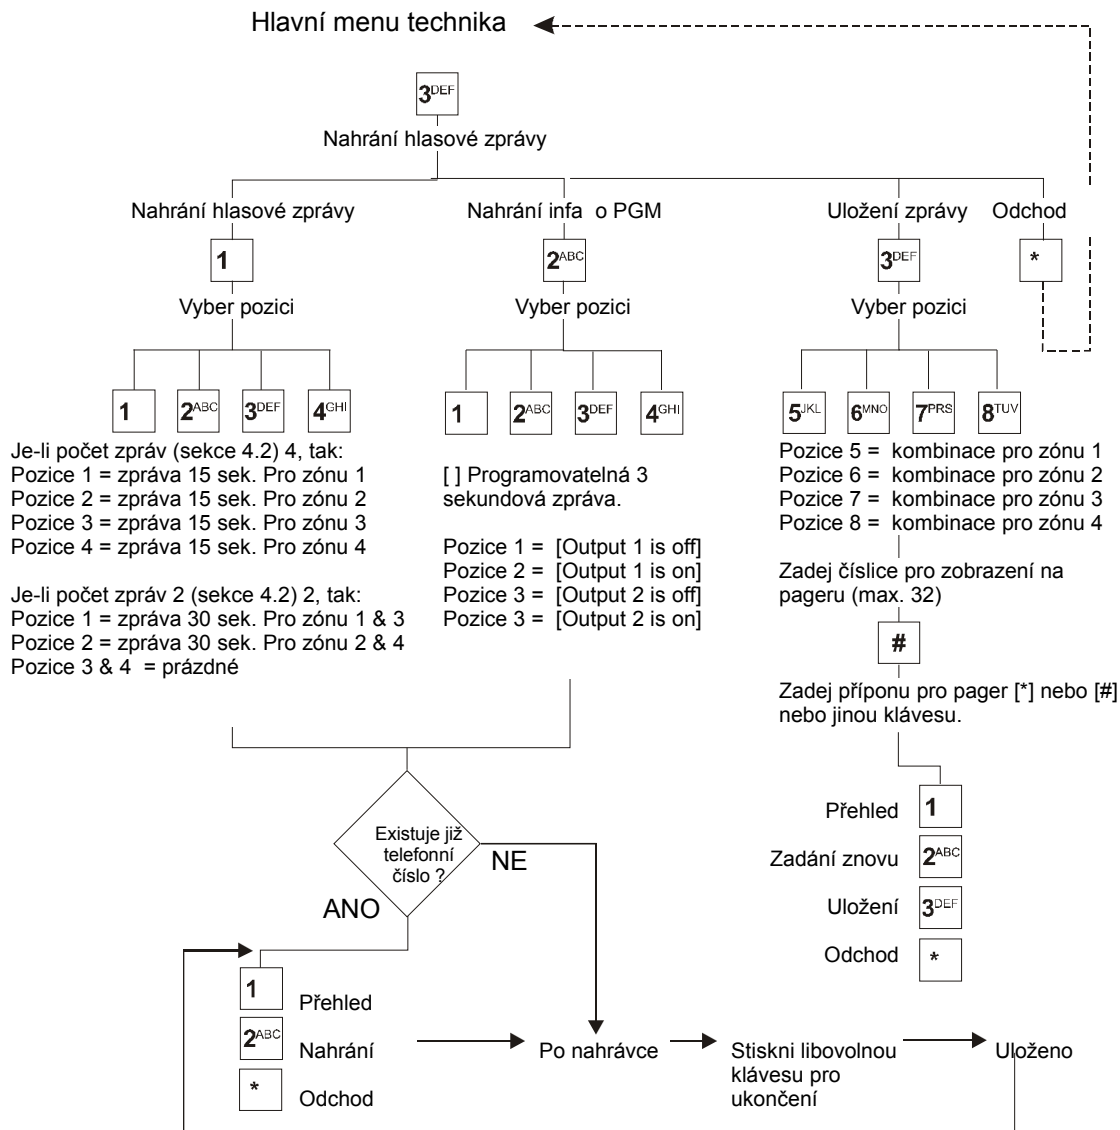 Hlavní menu technika
3DEF
Nahrání hlasové zprávy
Nahrání hlasové zprávy
1
Vyber pozici
1 2ABC 3DEF 4GHI
Je-li počet zpráv (sekce 4.2) 4, tak:
Pozice 1 = zpráva 15 sek. Pro zónu 1
Pozice 2 = zpráva 15 sek. Pro zónu 2
Pozice 3 = zpráva 15 sek. Pro zónu 3
Pozice 4 = zpráva 15 sek. Pro zónu 4
Je-li počet zpráv 2 (sekce 4.2) 2, tak:
Pozice 1 = zpráva 30 sek. Pro zónu 1 & 3
Pozice 2 = zpráva 30 sek. Pro zónu 2 & 4
Pozice 3 & 4 = prázdné
Nahrání infa o PGM
2ABC
Vyber pozici
1 2ABC 3DEF 4GHI
[ ] Programovatelná 3
sekundová zpráva.
Pozice 1 = [Output 1 is off]
Pozice 2 = [Output 1 is on]
Pozice 3 = [Output 2 is off]
Pozice 3 = [Output 2 is on]
Uložení zprávy
3DEF
Vyber pozici
5JKL 6MNO 7PRS 8TUV
Pozice 5 = kombinace pro zónu 1
Pozice 6 = kombinace pro zónu 2
Pozice 7 = kombinace pro zónu 3
Pozice 8 = kombinace pro zónu 4
Zadej číslice pro zobrazení na
pageru (max. 32)
#
Zadej příponu pro pager [*] nebo [#]
nebo jinou klávesu.
Přehled 1
Zadání znovu 2ABC
Uložení 3DEF
Odchod *
Odchod
*
Existuje již
telefonní
číslo ?
NE
ANO
1 Přehled
2ABC Nahrání
* Odchod
Po nahrávce
Stiskni libovolnou
klávesu pro
ukončení
Uloženo